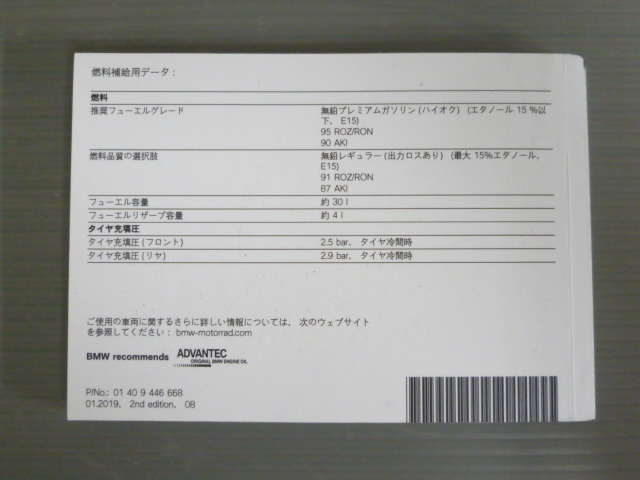 燃料補給用データ:
燃料
推奨フューエルグレード 無鉛プレミアムガソリン(ハイオク) (エタノール 15 %以
下、 E15)
95 ROZ/RON
90 AKI
燃料品質の選択肢 無鉛レギュラー(出力ロスあり) (最大 15%エタノール、
E15)
91 ROZ/RON
87 AKI
フューエル容量 約 30 l
フューエルリザーブ容量 約 4 l
タイヤ充填圧
タイヤ充填圧(フロント) 2.5 bar、 タイヤ冷間時
タイヤ充填圧(リヤ) 2.9 bar、 タイヤ冷間時
ご使用の車両に関するさらに詳しい情報については、 次のウェブサイト
を参照してください: bmw-motorrad.com
BMW recommends ADVANTEC
ORIGINAL BMW ENGINE OIL
P/No.: 01 40 9 446 668
01.2019、 2nd edition、 08